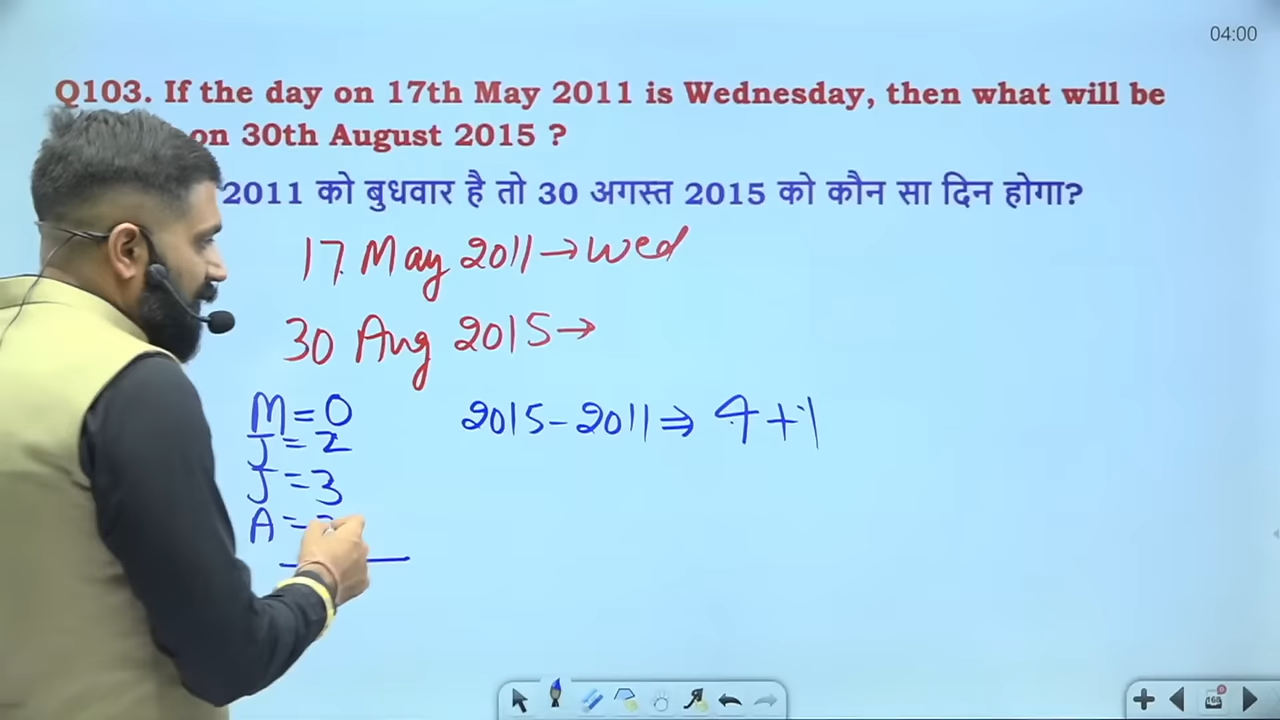 04:00
Q103. If the day on 17th May 2011 is Wednesday, then what will be
on 30th August 2015 ?
2011 को बुधवार है तो 30 अगस्त 2015 को कौन सा दिन होगा?
17 May 2011→Wed
30 Aug 2015→
M=0
2015-2011⇒ 4+1
J=2
J=3
A=